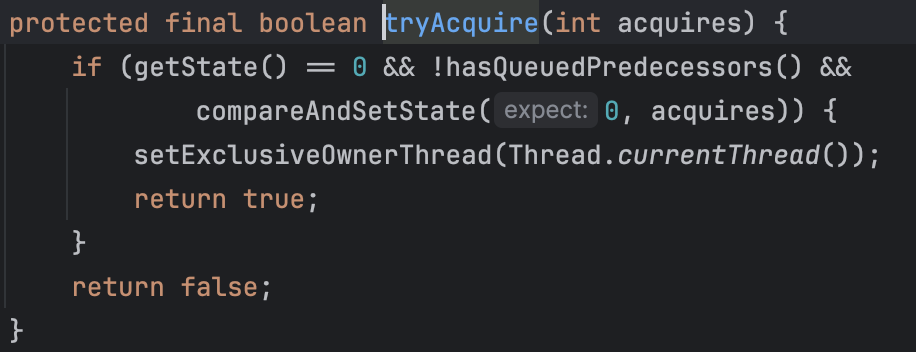 protected final boolean tryAcquire(int acquires) {
    if (getState() == 0 && !hasQueuedPredecessors() &&
            compareAndSetState( expect: 0, acquires)) {
        setExclusiveOwnerThread(Thread.currentThread());
        return true;
    }
    return false;
}